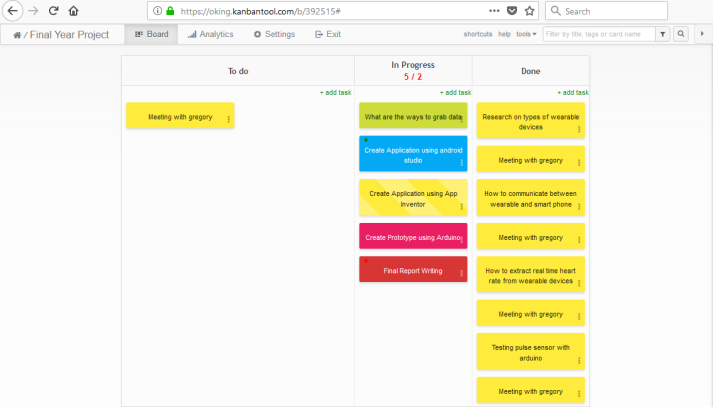 https://oking.kanbantool.com/b/392515#
Search
/ Final Year Project
Board
Analytics
Settings
Exit
shortcuts
help
tools
Filter by title, tags or card name
To do
In Progress
5 / 2
Done
+ add task
+ add task
+ add task
Meeting with gregory
What are the ways to grab data
Create Application using android
studio
Create Application using App
Inventor
Create Prototype using Arduino
Final Report Writing
Research on types of wearable
devices
Meeting with gregory
How to communicate between
wearable and smart phone
Meeting with gregory
How to extract real time heart
rate from wearable devices
Meeting with gregory
Testing pulse sensor with
arduino
Meeting with gregory